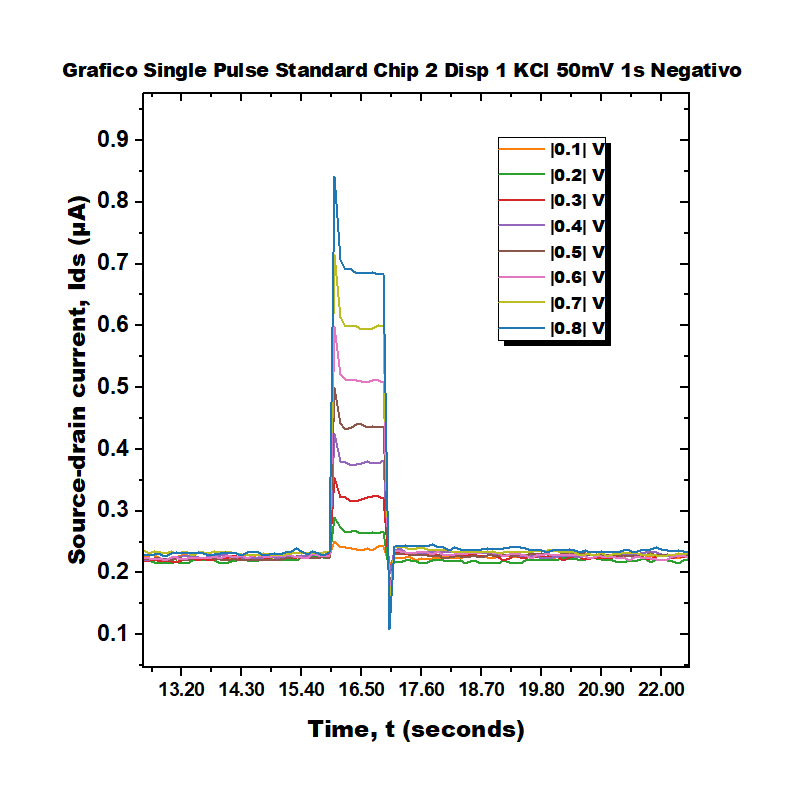 Grafico Single Pulse Standard Chip 2 Disp 1 KCl 50mV 1s Negativo
0.9
0.8
0.7
0.6
0.5
0.4
0.3
0.2
0.1
Source-drain current, Ids (µA)
|0.1| V
|0.2| V
|0.3| V
|0.4| V
|0.5| V
|0.6| V
|0.7| V
|0.8| V
13.20 14.30 15.40 16.50 17.60 18.70 19.80 20.90 22.00
Time, t (seconds)